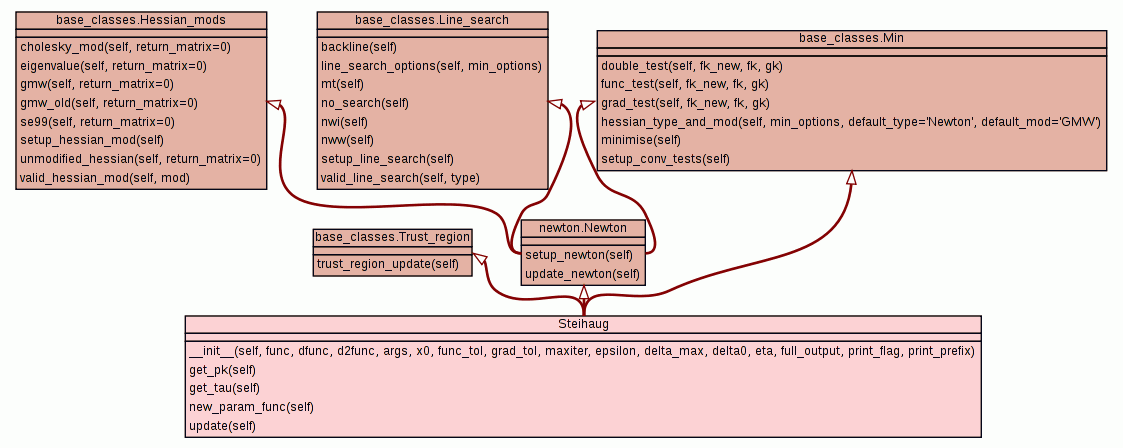 base_classes.Hessian_mods
cholesky_mod(self, return_matrix=0)
eigenvalue(self, return_matrix=0)
gmw(self, return_matrix=0)
gmw_old(self, return_matrix=0)
se99(self, return_matrix=0)
setup_hessian_mod(self)
unmodified_hessian(self, return_matrix=0)
valid_hessian_mod(self, mod)
base_classes.Line_search
backline(self)
line_search_options(self, min_options)
mt(self)
no_search(self)
nwi(self)
nww(self)
setup_line_search(self)
valid_line_search(self, type)
base_classes.Min
double_test(self, fk_new, fk, gk)
func_test(self, fk_new, fk, gk)
grad_test(self, fk_new, fk, gk)
hessian_type_and_mod(self, min_options, default_type='Newton', default_mod='GMW')
minimise(self)
setup_conv_tests(self)
base_classes.Trust_region
trust_region_update(self)
newton.Newton
setup_newton(self)
update_newton(self)
Steihaug
__init__(self, func, dfunc, d2func, args, x0, func_tol, grad_tol, maxiter, epsilon, delta_max, delta0, eta, full_output, print_flag, print_prefix)
get_pk(self)
get_tau(self)
new_param_func(self)
update(self)